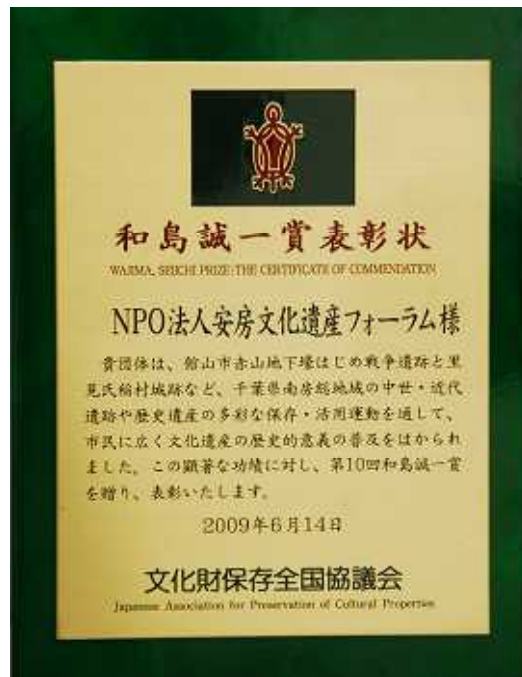 和島誠一賞表彰状
WAJIMA, SEIICHI PRIZE: THE CERTIFICATE OF COMMENDATION
NPO法人安房文化遺産フォーラム様
貴団体は、館山市赤山地下壕はじめ戦争遺跡と里
見氏稲村城跡など、千葉県南房総地域の中世・近代
遺跡や歴史遺産の多彩な保存・活用運動を通して、
市民に広く文化遺産の歴史的意義の普及をはかられ
ました。この顕著な功績に対し、第10回和島誠一賞
を贈り、表彰いたします。
2009年6月14日
文化財保存全国協議会
Japanese Association for Preservation of Cultural Properties